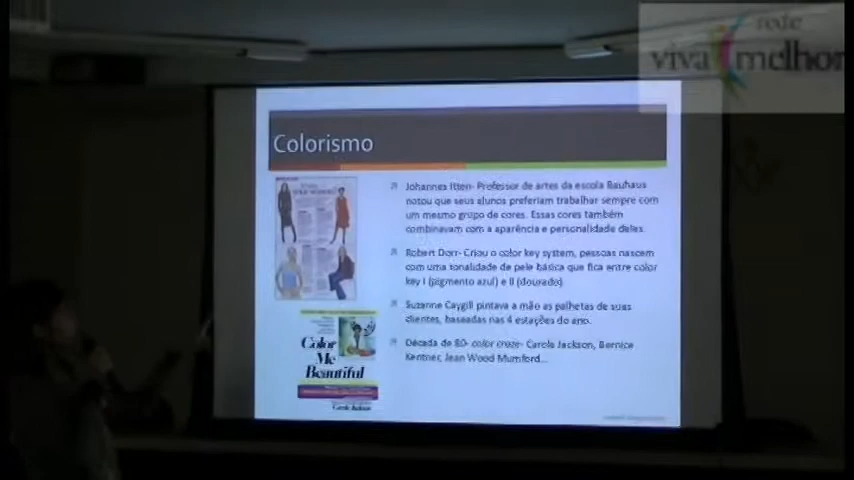 rede
viva melhor
Colorismo
Johannes Itten- Professor de artes da escola Bauhaus
notou que seus alunos preferiam trabalhar sempre com
um mesmo grupo de cores. Essas cores também
combinavam com a aparência e personalidade deles.
Robert Dorr- Criou o color key system, pessoas nascem
com uma tonalidade de pele básica que fica entre color
key I (pigmento azul) e II (dourado)
Suzanne Caygill pintava a mão as palhetas de suas
clientes, baseadas nas 4 estações do ano.
Década de 80- color craze- Carole Jackson, Bernice
Kentner, Jean Wood Mumford...
Color
Me
Beautiful
Carole Jackson